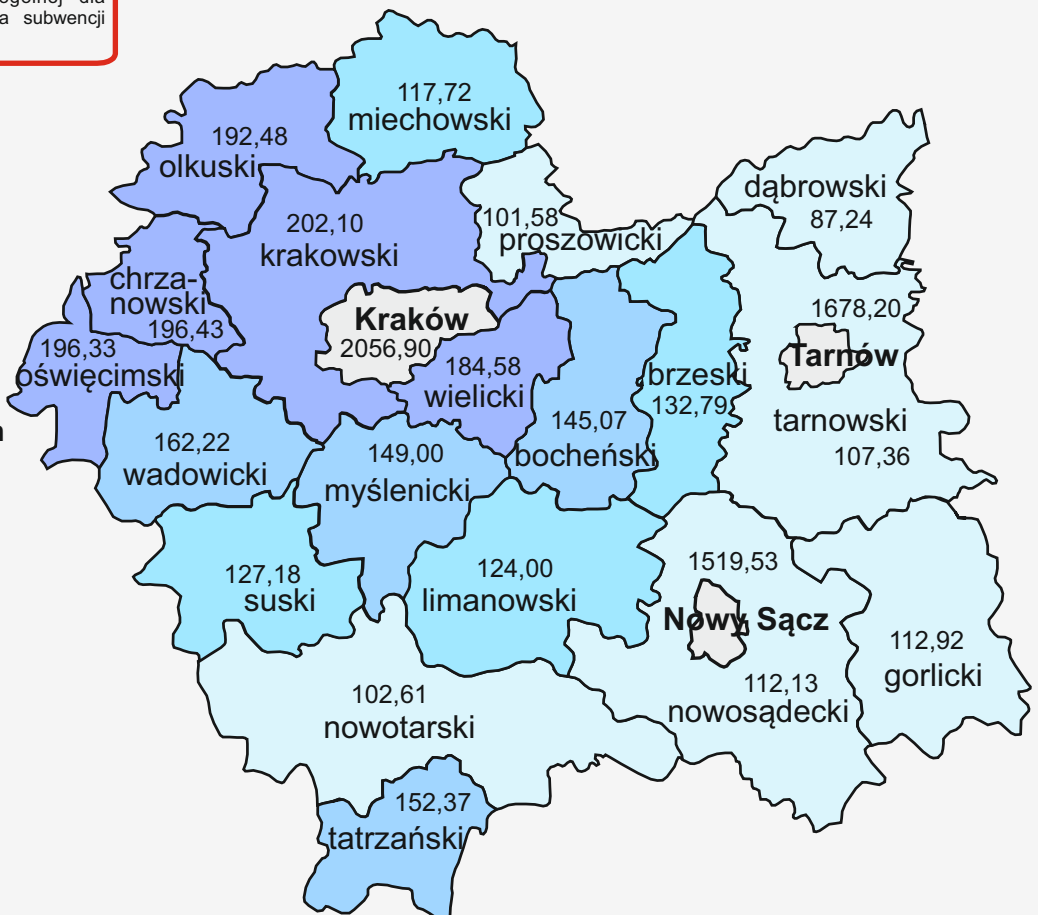 a subwencji
117,72
miechowski
192,48
olkuski
dąbrowski
87,24
202,10
krakowski
101,58
proszowicki
chrza-
nowski
196,43
1678,20
Kraków
2056,90
Tarnów
196,33
oświęcimski
184,58
wielicki
brzeski
132,79
145,07
bocheński
tarnowski
107,36
162,22
wadowicki
149,00
myślenicki
127,18
suski
124,00
limanowski
1519,53
Nowy Sącz
112,92
gorlicki
112,13
nowosądecki
102,61
nowotarski
152,37
tatrzański